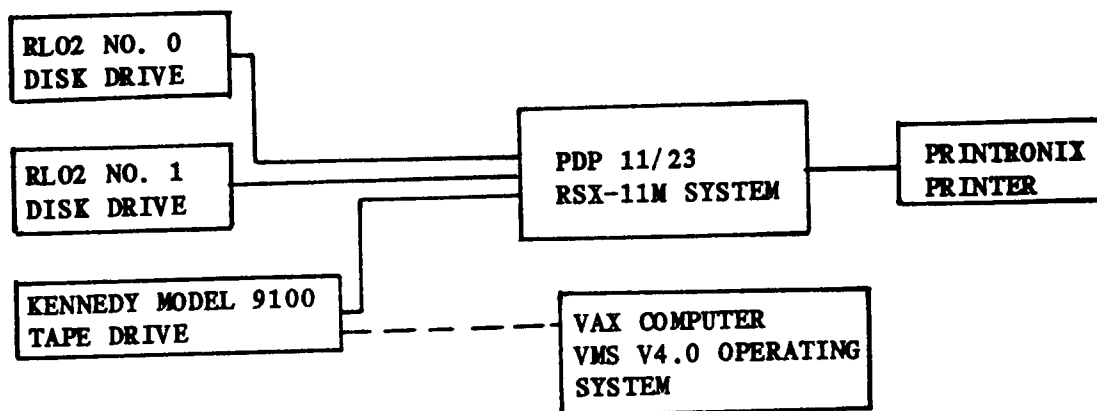 RL02 NO. 0
DISK DRIVE
RL02 NO. 1
DISK DRIVE
KENNEDY MODEL 9100
TAPE DRIVE
PDP 11/23
RSX-11M SYSTEM
PRINTRONIX
PRINTER
VAX COMPUTER
VMS V4.0 OPERATING
SYSTEM